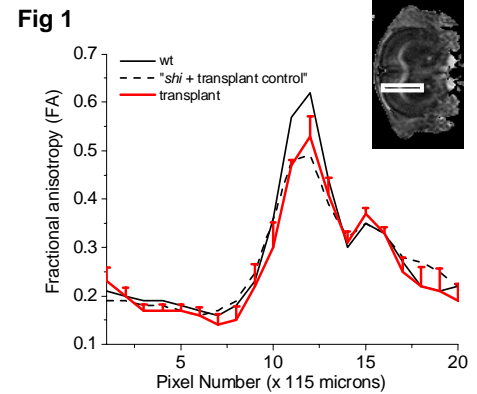 Fig 1
0.7
0.6
0.5
0.4
0.3
0.2
0.1
Fractional anisotropy (FA)
wt
"shi + transplant control"
transplant
5
10
15
20
Pixel Number (x 115 microns)